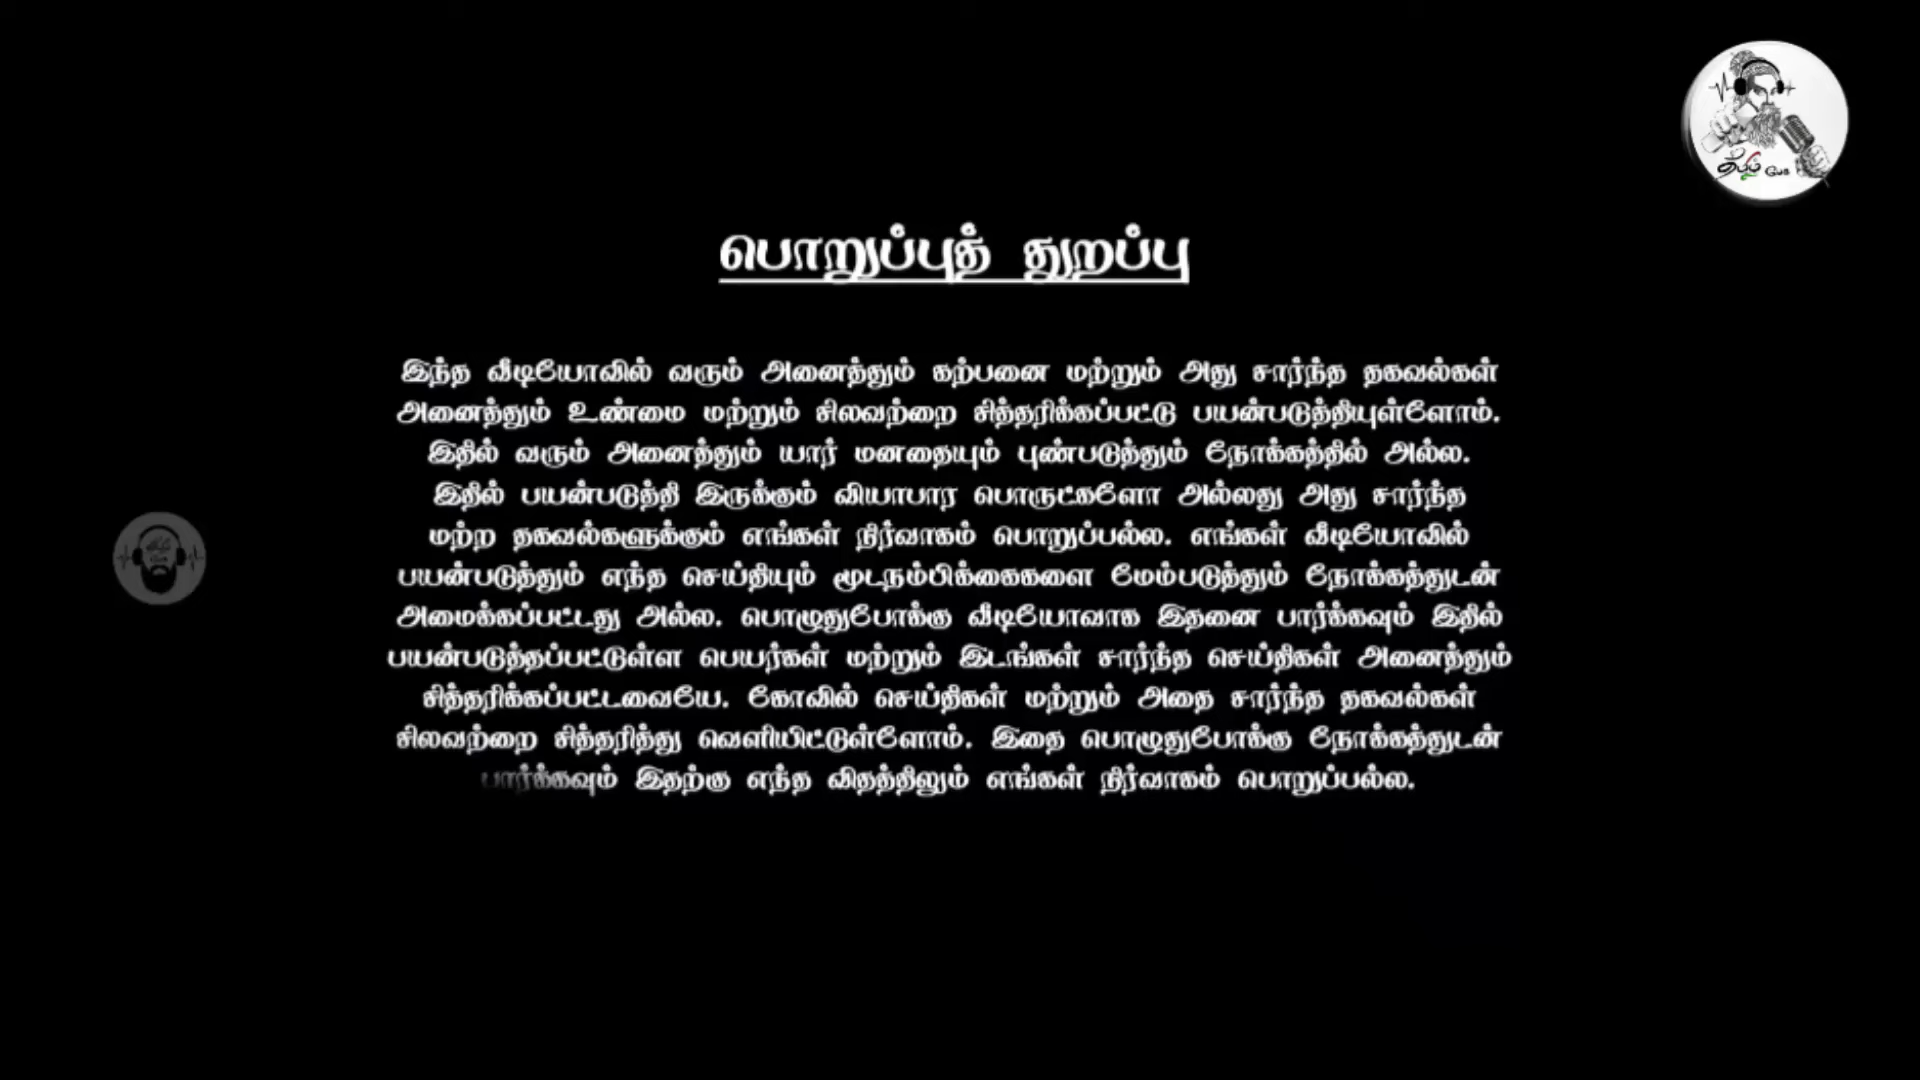 பொறுப்புத் துறப்பு
இந்த வீடியோவில் வரும் அனைத்தும் கற்பனை மற்றும் அது சார்ந்த தகவல்கள்
அனைத்தும் உண்மை மற்றும் சிலவற்றை சித்தரிக்கப்பட்டு பயன்படுத்தியுள்ளோம்.
இதில் வரும் அனைத்தும் யார் மனதையும் புண்படுத்தும் நோக்கத்தில் அல்ல.
இதில் பயன்படுத்தி இருக்கும் வியாபார பொருட்களோ அல்லது அது சார்ந்த
மற்ற தகவல்களுக்கும் எங்கள் நிர்வாகம் பொறுப்பல்ல. எங்கள் வீடியோவில்
பயன்படுத்தும் எந்த செய்தியும் மூடநம்பிக்கைகளை மேம்படுத்தும் நோக்கத்துடன்
அமைக்கப்பட்டது அல்ல. பொழுதுபோக்கு வீடியோவாக இதனை பார்க்கவும் இதில்
பயன்படுத்தப்பட்டுள்ள பெயர்கள் மற்றும் இடங்கள் சார்ந்த செய்திகள் அனைத்தும்
சித்தரிக்கப்பட்டவையே. கோவில் செய்திகள் மற்றும் அதை சார்ந்த தகவல்கள்
சிலவற்றை சித்தரித்து வெளியிட்டுள்ளோம். இதை பொழுதுபோக்கு நோக்கத்துடன்
பார்க்கவும் இதற்கு எந்த விதத்திலும் எங்கள் நிர்வாகம் பொறுப்பல்ல.